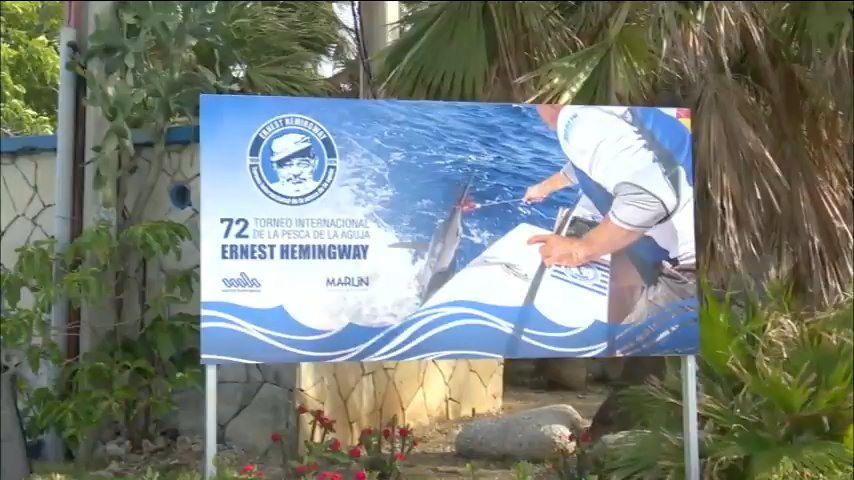 ERNEST HEMINGWAY
72 TORNEO INTERNACIONAL
DE LA PESCA DE LA AGUJA
ERNEST HEMINGWAY
MARLIN